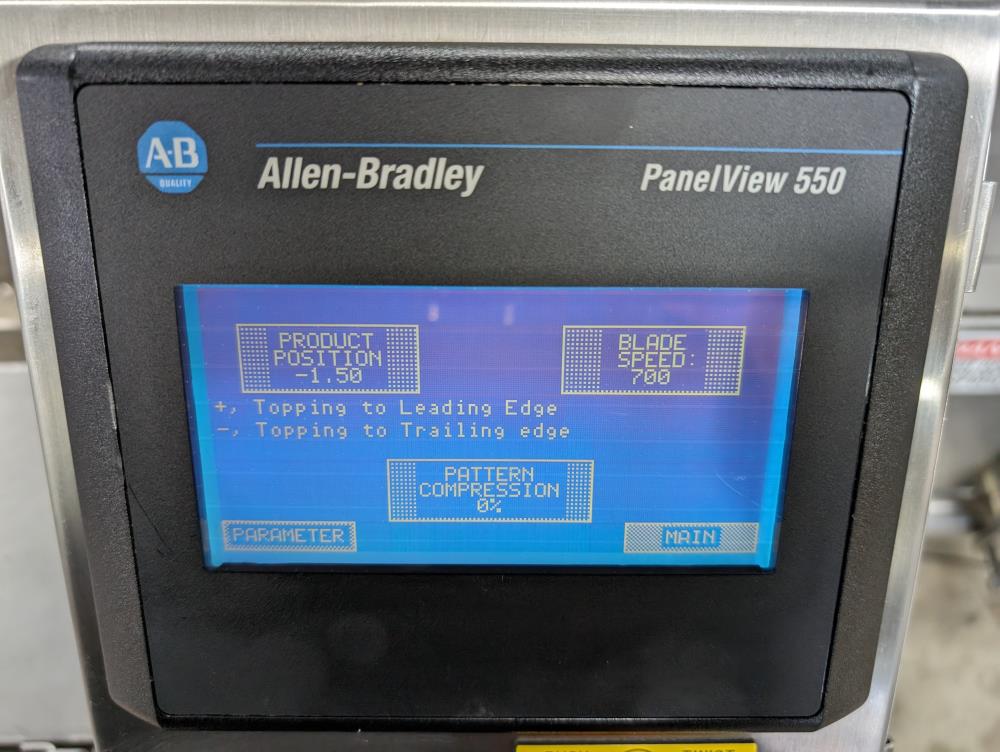 A·B
QUALITY
Allen-Bradley
PanelView 550
PRODUCT
POSITION
-1.50
BLADE
SPEED:
700
+, Topping to Leading Edge
-, Topping to Trailing edge
PATTERN
COMPRESSION
0%
PARAMETER
MAIN